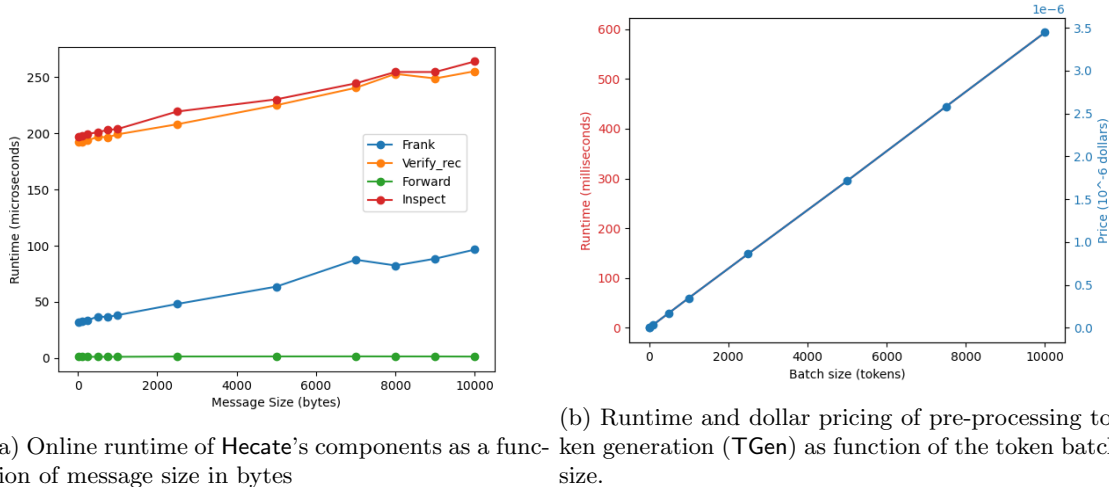 250
200
150
100
50
0
Runtime (microseconds)
Frank
Verify_rec
Forward
Inspect
0 2000 4000 6000 8000 10000
Message Size (bytes)
a) Online runtime of Hecate's components as a func-
ion of message size in bytes
1e-6
600
500
400
300
200
100
0
Runtime (milliseconds)
3.5
3.0
2.5
2.0
1.5
1.0
0.5
0.0
Price (10^-6 dollars)
0 2000 4000 6000 8000 10000
Batch size (tokens)
(b) Runtime and dollar pricing of pre-processing to
ken generation (TGen) as function of the token batch
size.